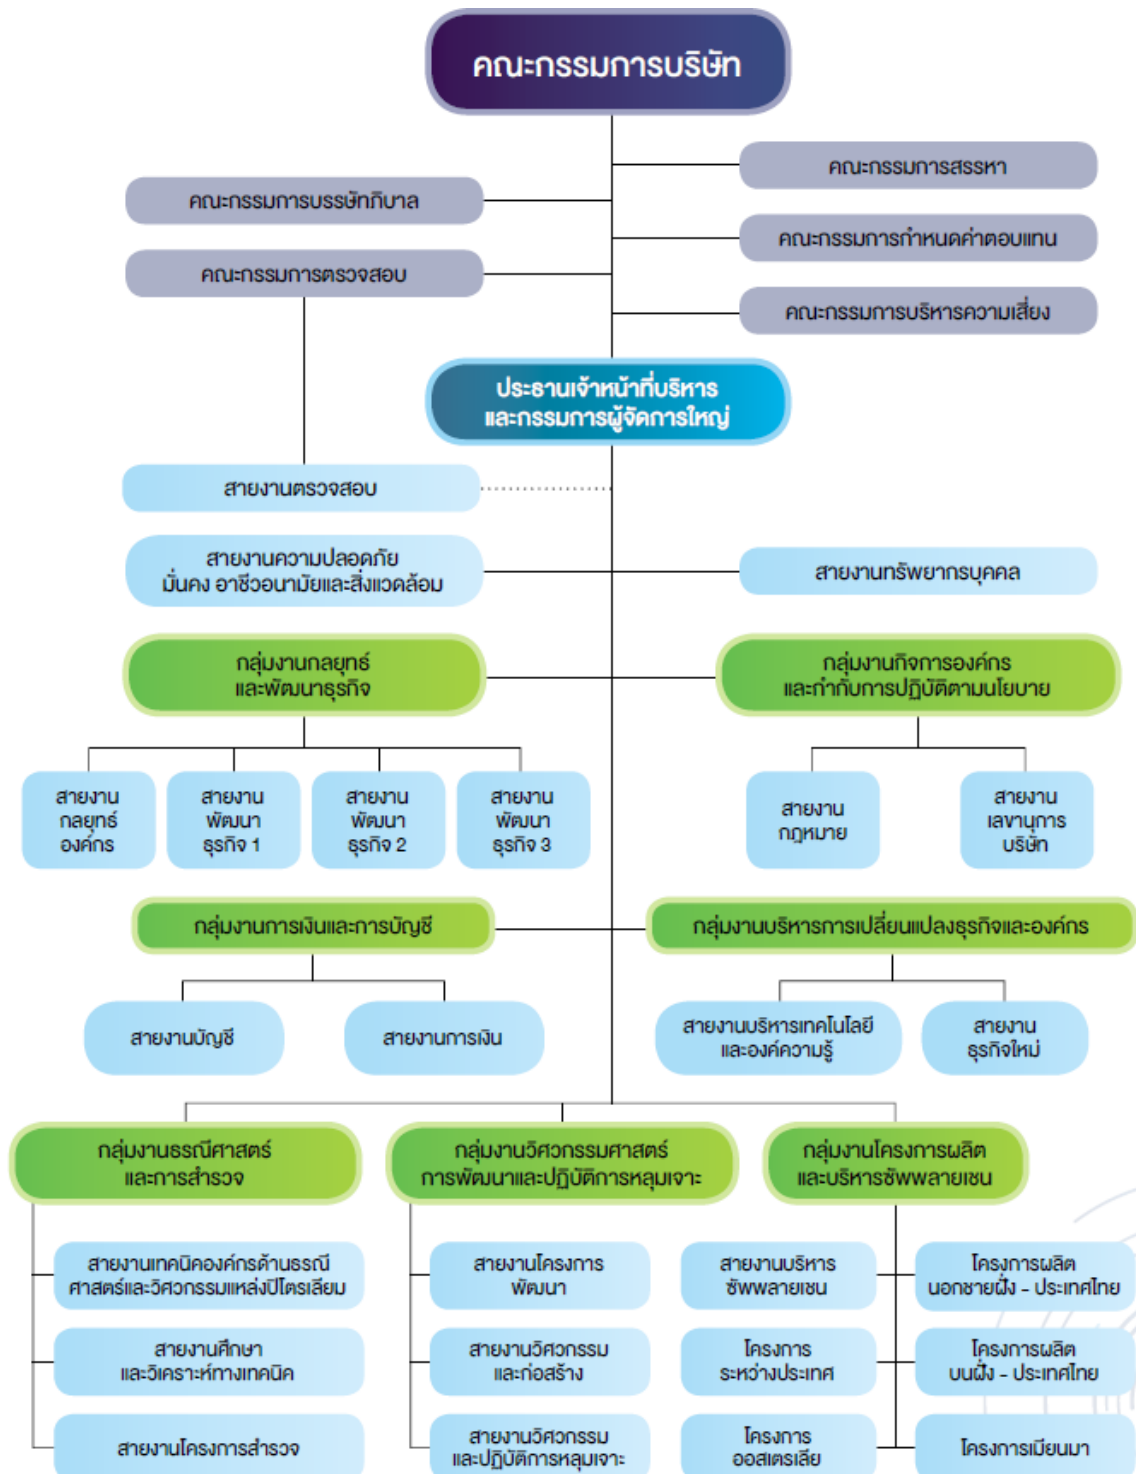 คณะกรรมการบริษัท
คณะกรรมการสรรหา
คณะกรรมการบรรษัทภิบาล
คณะกรรมการกำหนดค่าตอบแทน
คณะกรรมการตรวจสอบ
คณะกรรมการบริหารความเสี่ยง
ประธานเจ้าหน้าที่บริหาร
และกรรมการผู้จัดการใหญ่
สายงานตรวจสอบ
สายงานความปลอดภัย
มั่นคง อาชีวอนามัยและสิ่งแวดล้อม
สายงานทรัพยากรบุคคล
กลุ่มงานกลยุทธ์
และพัฒนาธุรกิจ
กลุ่มงานกิจการองค์กร
และกำกับการปฏิบัติตามนโยบาย
สายงาน
กลยุทธ์
องค์กร
สายงาน
พัฒนา
ธุรกิจ 1
สายงาน
พัฒนา
ธุรกิจ 2
สายงาน
พัฒนา
ธุรกิจ 3
สายงาน
กฎหมาย
สายงาน
เลขานุการ
บริษัท
กลุ่มงานการเงินและการบัญชี
กลุ่มงานบริหารการเปลี่ยนแปลงธุรกิจและองค์กร
สายงานบัญชี
สายงานการเงิน
สายงานบริหารเทคโนโลยี
และองค์ความรู้
สายงาน
ธุรกิจใหม่
กลุ่มงานธรณีศาสตร์
และการสำรวจ
กลุ่มงานวิศวกรรมศาสตร์
การพัฒนาและปฏิบัติการหลุมเจาะ
กลุ่มงานโครงการผลิต
และบริหารซัพพลายเชน
สายงานเทคนิคองค์กรด้านธรณี
ศาสตร์และวิศวกรรมแหล่งปิโตรเลียม
สายงานโครงการ
พัฒนา
สายงานบริหาร
ซัพพลายเชน
โครงการผลิต
นอกชายฝั่ง - ประเทศไทย
สายงานศึกษา
และวิเคราะห์ทางเทคนิค
สายงานวิศวกรรม
และก่อสร้าง
โครงการ
ระหว่างประเทศ
โครงการผลิต
บนฝั่ง - ประเทศไทย
สายงานโครงการสำรวจ
สายงานวิศวกรรม
และปฏิบัติการหลุมเจาะ
โครงการ
ออสเตรเลีย
โครงการเมียนมา